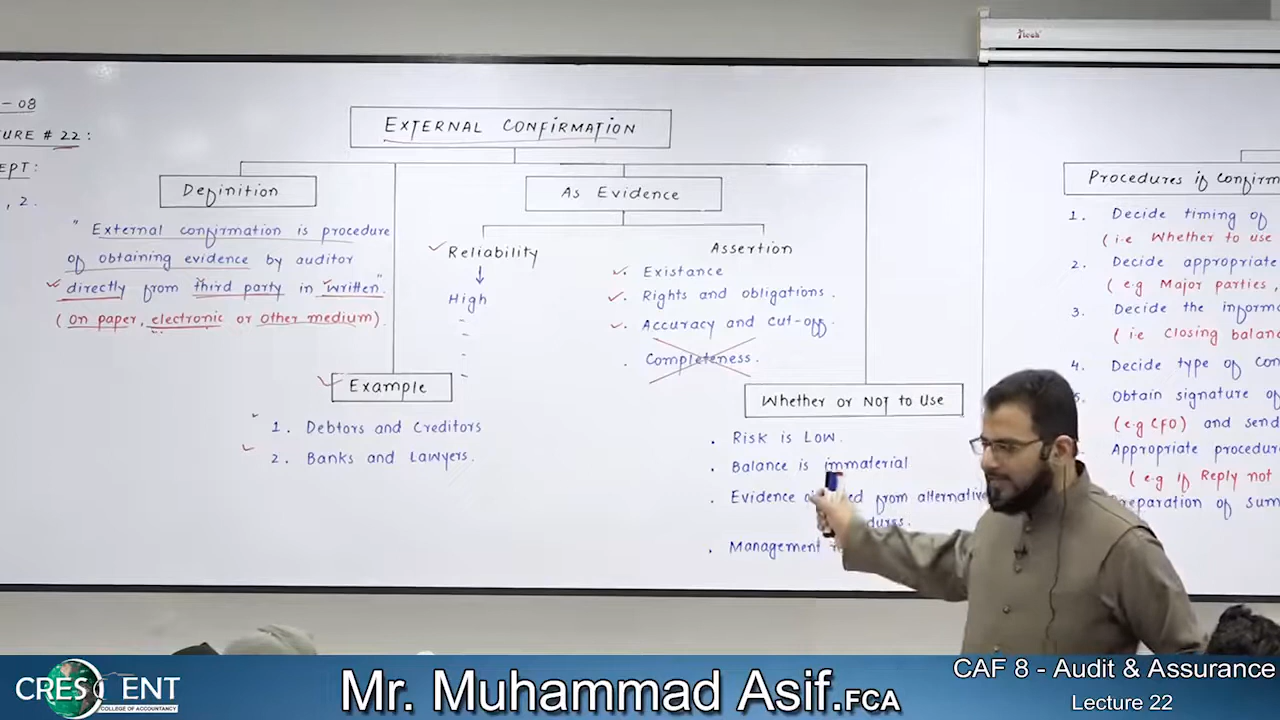 - 08
URE # 22 :
EPT:
, 2.
EXTERNAL CONFIRMATION
Definition
" External confirmation is procedure
of obtaining evidence by auditor
directly from third party in written."
(on paper, electronic or other medium).
Example
1. Debtors and Creditors
2. Banks and Lawyers.
As Evidence
Reliability
High
Assertion
Existance
Rights and obligations.
Accuracy and cut-off.
Completeness.
Whether or NOT to Use
. Risk is Low.
. Balance is immaterial
. Evidence from alternative
. Management
Procedures if confirm
1. Decide timing of
(i.e Whether to use
2. Decide appropriate
(e.g Major parties,
3. Decide the inform
(i.e Closing balan
4. Decide type of con
Obtain signature of
(e.g CFO) and send
Appropriate procedur
(e.g if Reply not
reparation of sum
CRESCENT
COLLEGE OF ACCOUNTANCY
Mr. Muhammad Asif.FCA
CAF 8 - Audit & Assurance
Lecture 22